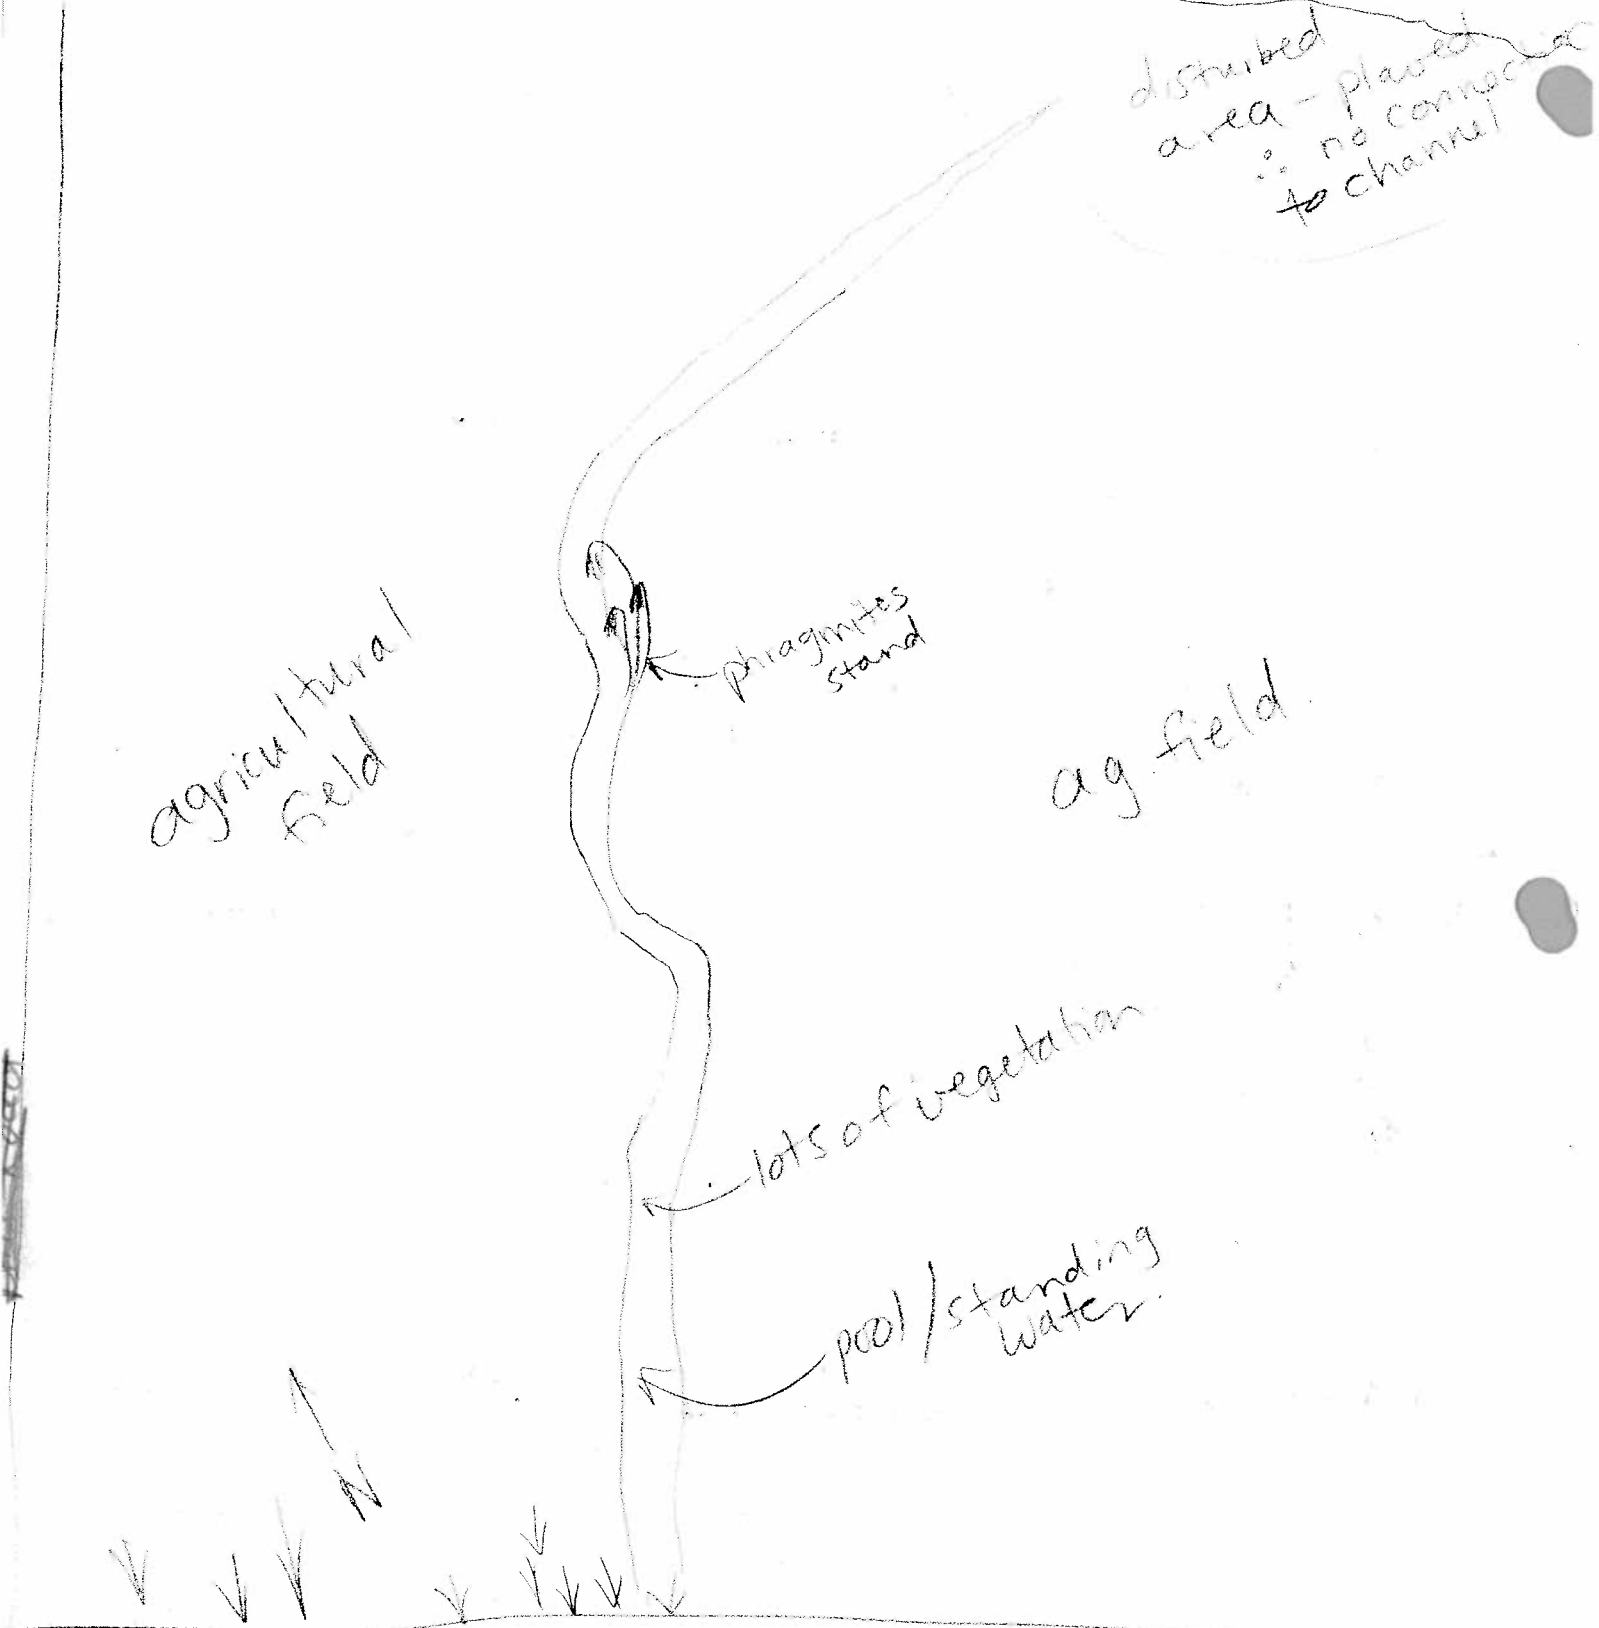 disturbed
area - plowed
∴ no connection
to channel
phragmites
stand
agricultural
field
ag field.
lots of vegetation
pool/standing
water.
N